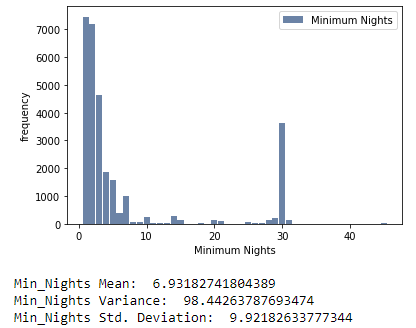 Minimum Nights
7000
6000
5000
4000
3000
2000
1000
0
frequency
0 10 20 30 40
Minimum Nights
Min_Nights Mean: 6.93182741804389
Min_Nights Variance: 98.44263787693474
Min_Nights Std. Deviation: 9.92182633777344